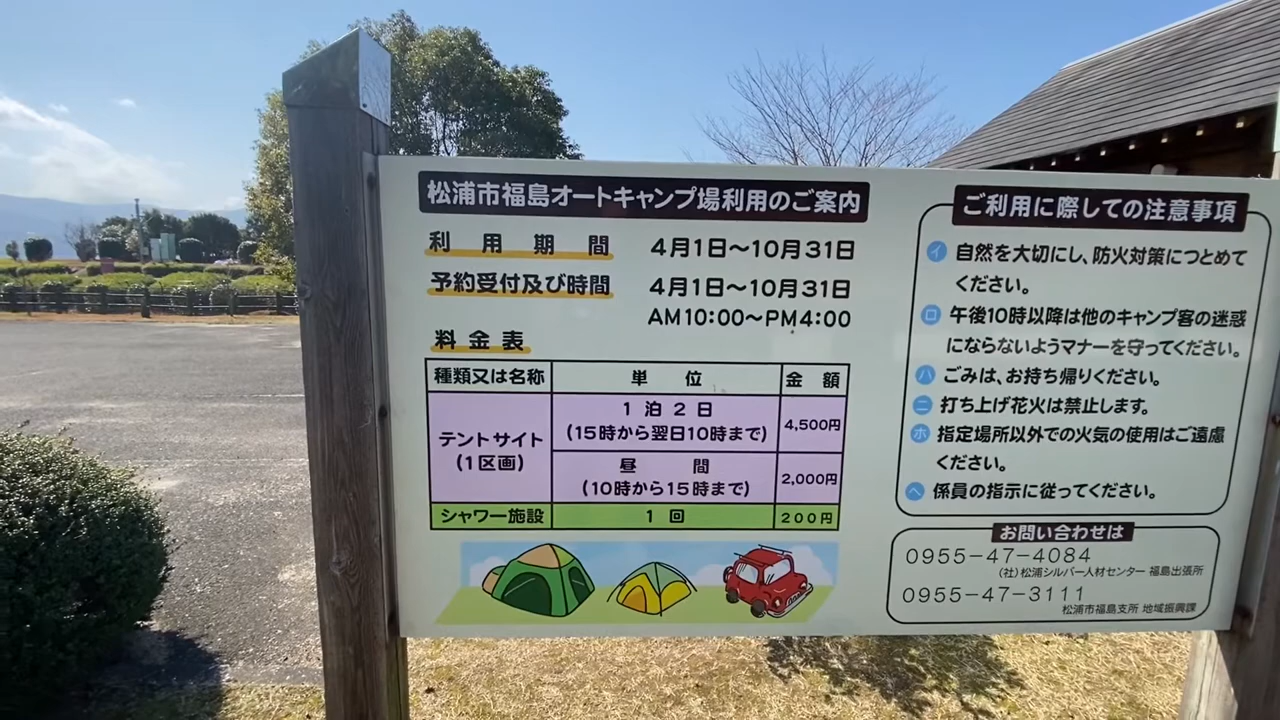 松浦市福島オートキャンプ場利用のご案内
利用期間 4月1日～10月31日
予約受付及び時間 4月1日～10月31日
AM10:00～PM4:00
料金表
種類又は名称 単位 金額
テントサイト
(1区画)
1泊2日
(15時から翌日10時まで)
4,500円
昼間
(10時から15時まで)
2,000円
シャワー施設 1回 200円
ご利用に際しての注意事項
イ 自然を大切にし、防火対策につとめて
ください。
ロ 午後10時以降は他のキャンプ客の迷惑
にならないようマナーを守ってください。
ハ ごみは、お持ち帰りください。
ニ 打ち上げ花火は禁止します。
ホ 指定場所以外での火気の使用はご遠慮
ください。
ヘ 係員の指示に従ってください。
お問い合わせは
0955-47-4084
(社)松浦シルバー人材センター 福島出張所
0955-47-3111
松浦市福島支所 地域振興課